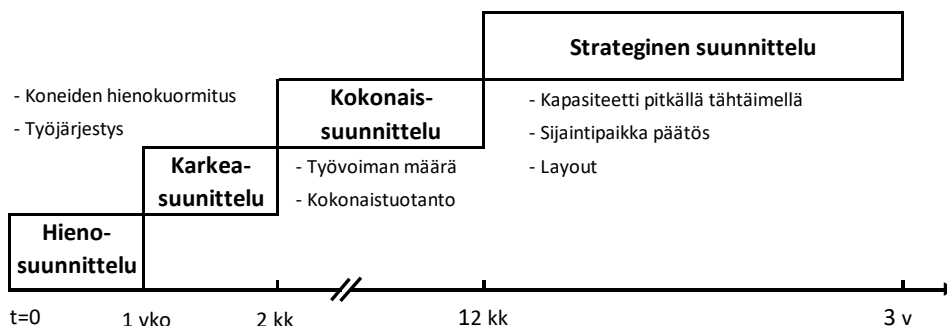 Strateginen suunnittelu
- Koneiden hienokuormitus
- Työjärjestys
Kokonais-
suunnittelu
- Kapasiteetti pitkällä tähtäimellä
- Sijaintipaikka päätös
- Layout
Karkea-
suunittelu
- Työvoiman määrä
- Kokonaistuotanto
Hieno-
suunnittelu
t=0
1 vko
2 kk
12 kk
3 v